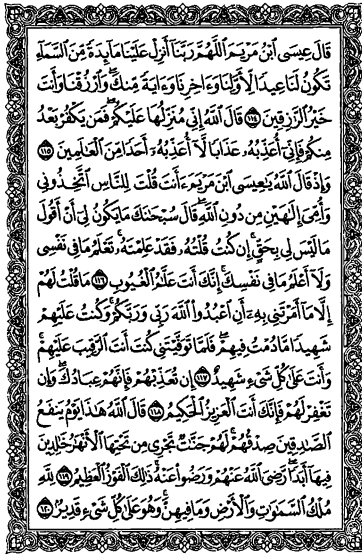 قَالَ عِيسَى ٱبْنُ مَرْيَمَ ٱللَّهُمَّ رَبَّنَآ أَنزِلْ عَلَيْنَا مَآئِدَةً مِّنَ ٱلسَّمَآءِ
تَكُونُ لَنَا عِيدًا لِّأَوَّلِنَا وَءَاخِرِنَا وَءَايَةً مِّنكَ ۖ وَٱرْزُقْنَا وَأَنتَ
خَيْرُ ٱلرَّٰزِقِينَ ١١٤ قَالَ ٱللَّهُ إِنِّى مُنَزِّلُهَا عَلَيْكُمْ ۖ فَمَن يَكْفُرْ بَعْدُ
مِنكُمْ فَإِنِّىٓ أُعَذِّبُهُۥ عَذَابًا لَّآ أُعَذِّبُهُۥٓ أَحَدًا مِّنَ ٱلْعَٰلَمِينَ ١١٥
وَإِذْ قَالَ ٱللَّهُ يَٰعِيسَى ٱبْنَ مَرْيَمَ ءَأَنتَ قُلْتَ لِلنَّاسِ ٱتَّخِذُونِى
وَأُمِّىَ إِلَٰهَيْنِ مِن دُونِ ٱللَّهِ ۖ قَالَ سُبْحَٰنَكَ مَا يَكُونُ لِىٓ أَنْ أَقُولَ
مَا لَيْسَ لِى بِحَقٍّ ۚ إِن كُنتُ قُلْتُهُۥ فَقَدْ عَلِمْتَهُۥ ۚ تَعْلَمُ مَا فِى نَفْسِى
وَلَآ أَعْلَمُ مَا فِى نَفْسِكَ ۚ إِنَّكَ أَنتَ عَلَّٰمُ ٱلْغُيُوبِ ١١٦ مَا قُلْتُ لَهُمْ
إِلَّا مَآ أَمَرْتَنِى بِهِۦٓ أَنِ ٱعْبُدُوا۟ ٱللَّهَ رَبِّى وَرَبَّكُمْ ۚ وَكُنتُ عَلَيْهِمْ
شَهِيدًا مَّا دُمْتُ فِيهِمْ ۖ فَلَمَّا تَوَفَّيْتَنِى كُنتَ أَنتَ ٱلرَّقِيبَ عَلَيْهِمْ ۚ
وَأَنتَ عَلَىٰ كُلِّ شَىْءٍ شَهِيدٌ ١١٧ إِن تُعَذِّبْهُمْ فَإِنَّهُمْ عِبَادُكَ ۖ وَإِن
تَغْفِرْ لَهُمْ فَإِنَّكَ أَنتَ ٱلْعَزِيزُ ٱلْحَكِيمُ ١١٨ قَالَ ٱللَّهُ هَٰذَا يَوْمُ يَنفَعُ
ٱلصَّٰدِقِينَ صِدْقُهُمْ ۚ لَهُمْ جَنَّٰتٌ تَجْرِى مِن تَحْتِهَا ٱلْأَنْهَٰرُ خَٰلِدِينَ
فِيهَآ أَبَدًا ۚ رَّضِىَ ٱللَّهُ عَنْهُمْ وَرَضُوا۟ عَنْهُ ۚ ذَٰلِكَ ٱلْفَوْزُ ٱلْعَظِيمُ ١١٩ لِلَّهِ
مُلْكُ ٱلسَّمَٰوَٰتِ وَٱلْأَرْضِ وَمَا فِيهِنَّ ۚ وَهُوَ عَلَىٰ كُلِّ شَىْءٍ قَدِيرٌۢ ١٢٠